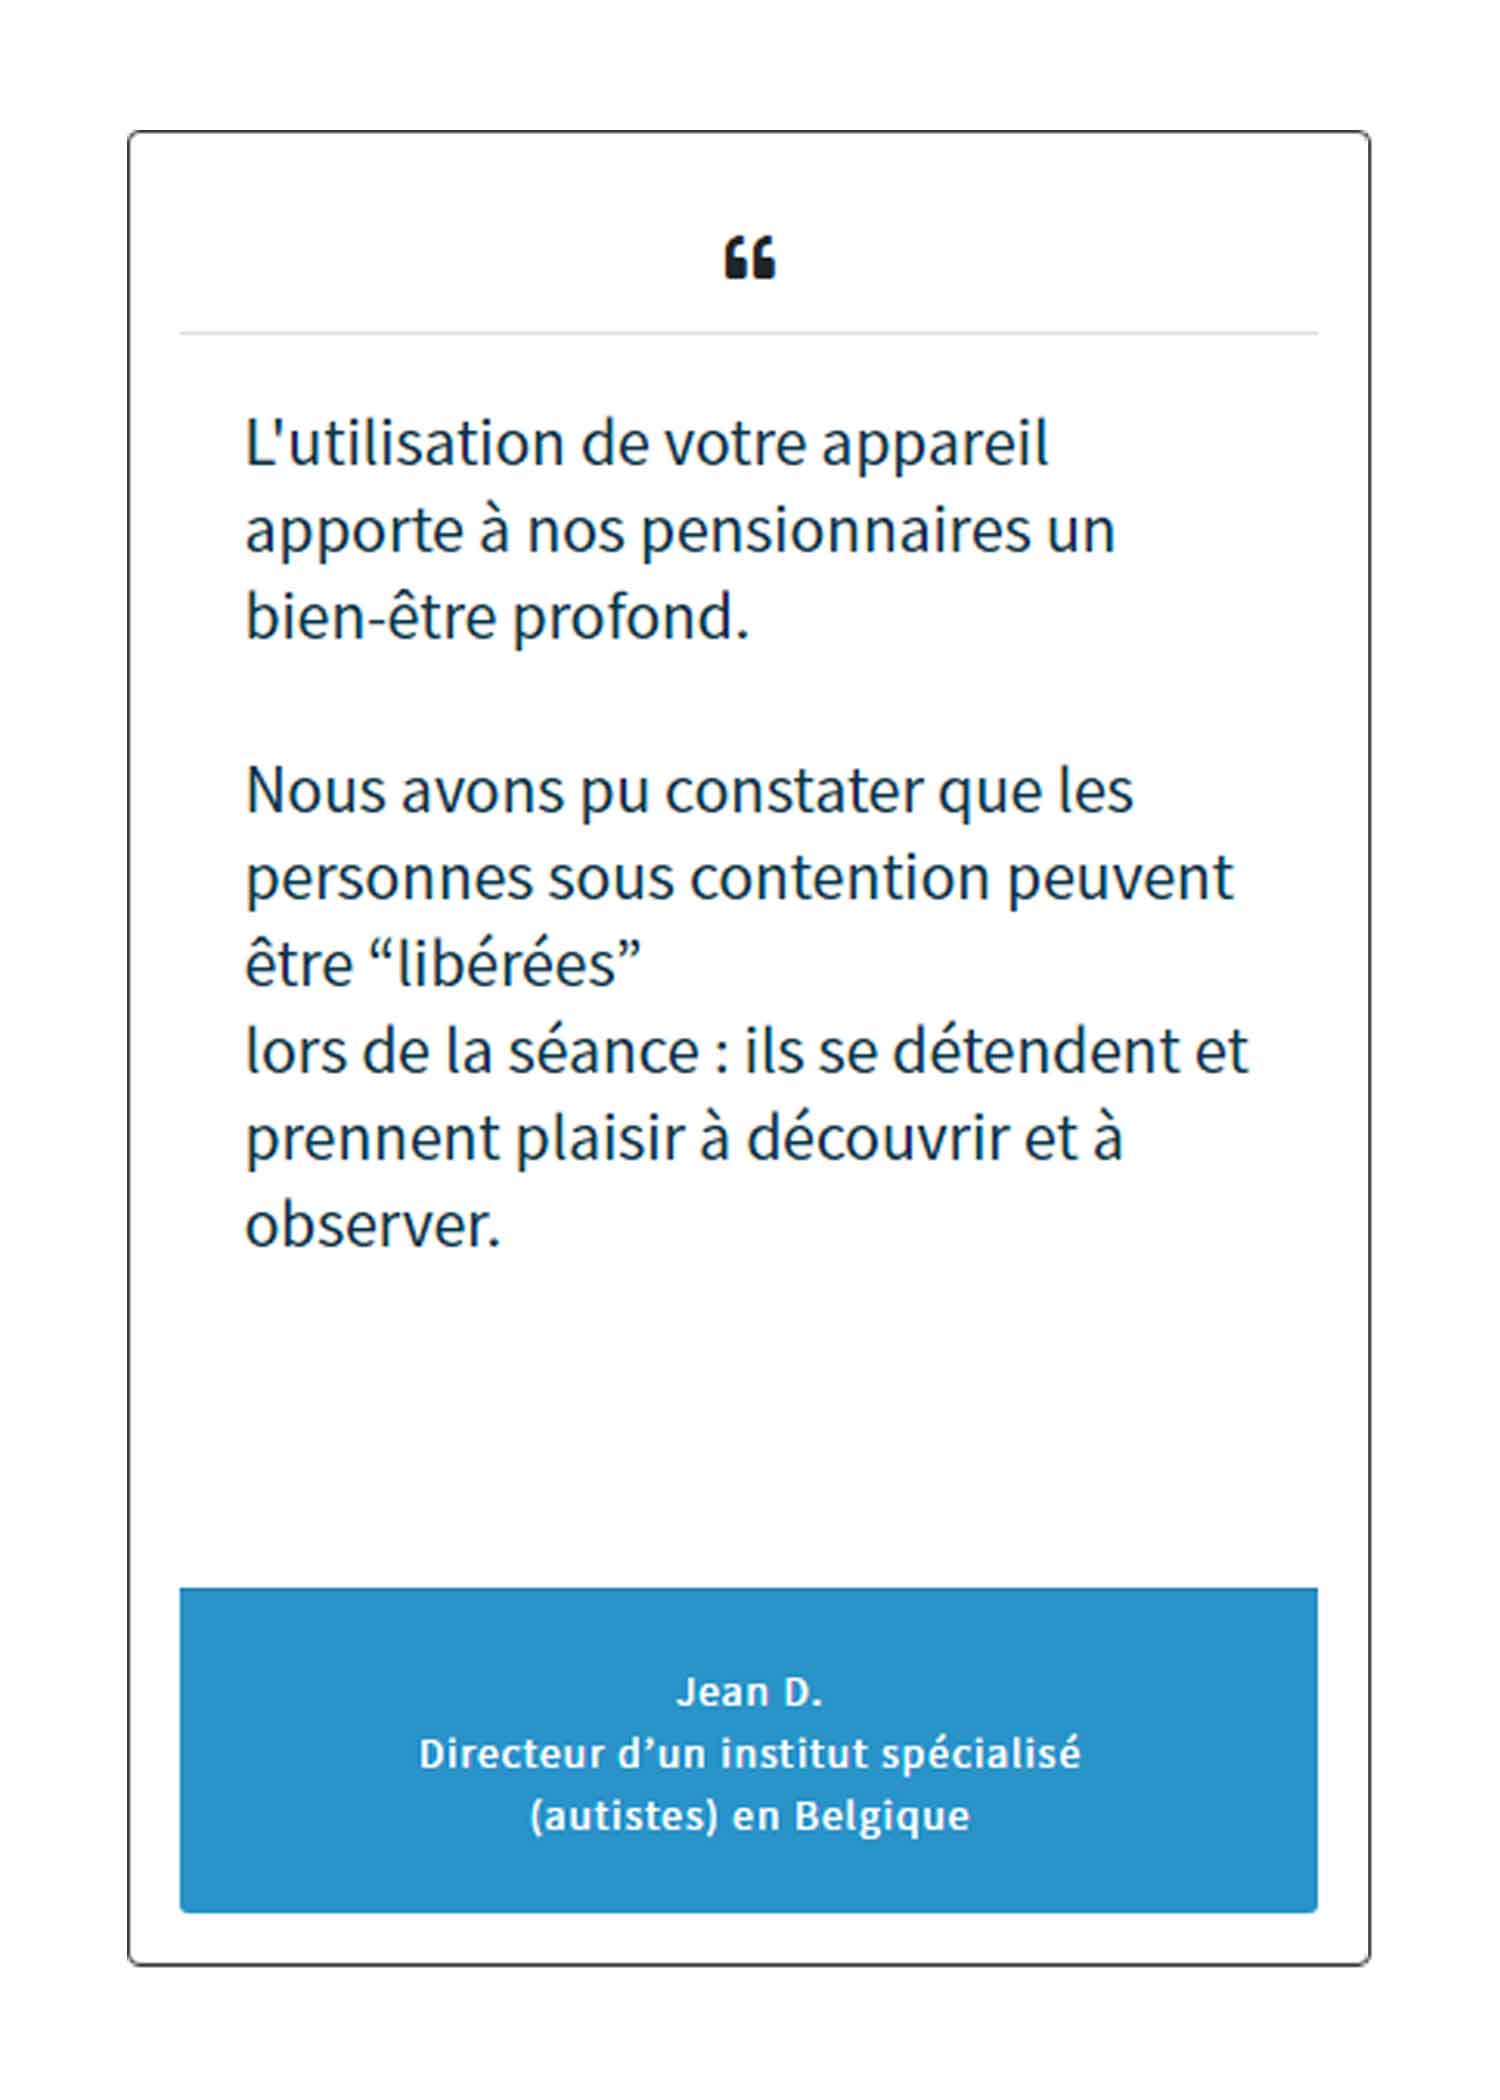 “
L'utilisation de votre appareil
apporte à nos pensionnaires un
bien-être profond.
Nous avons pu constater que les
personnes sous contention peuvent
être “libérées”
lors de la séance : ils se détendent et
prennent plaisir à découvrir et à
observer.
Jean D.
Directeur d’un institut spécialisé
(autistes) en Belgique